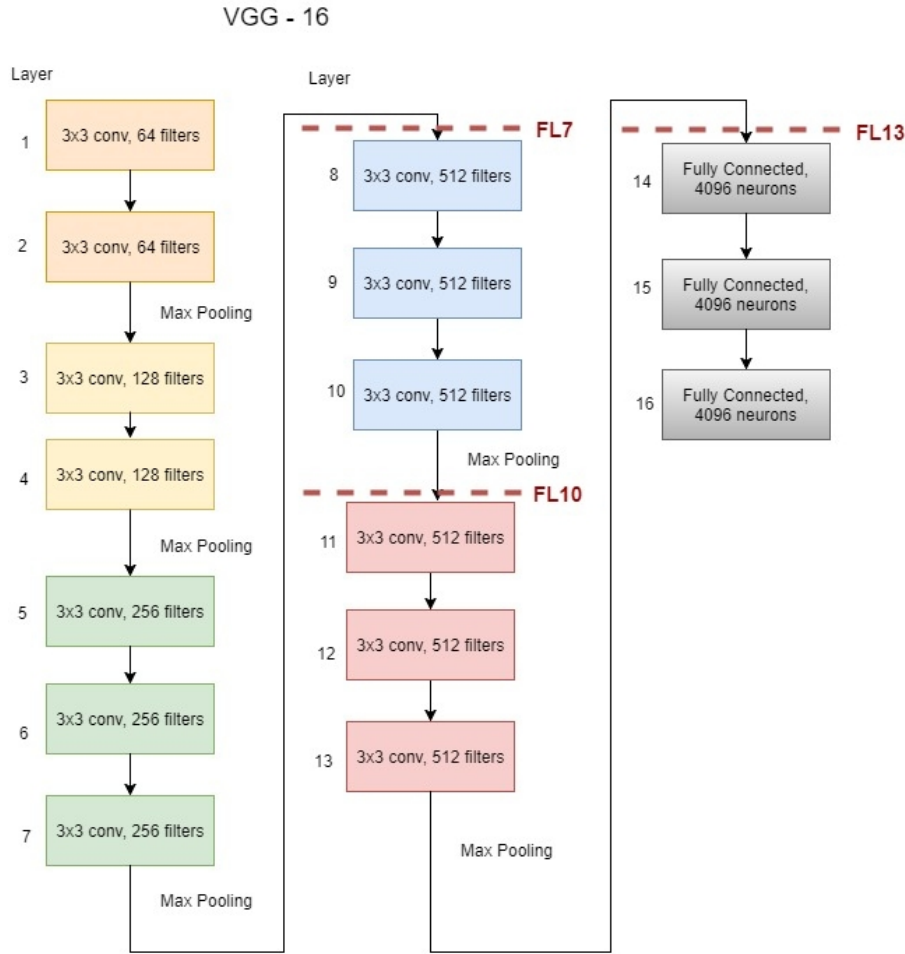 VGG - 16
Layer
1
3x3 conv, 64 filters
2
3x3 conv, 64 filters
Max Pooling
3
3x3 conv, 128 filters
4
3x3 conv, 128 filters
Max Pooling
5
3x3 conv, 256 filters
6
3x3 conv, 256 filters
7
3x3 conv, 256 filters
Max Pooling
Layer
FL7
8
3x3 conv, 512 filters
9
3x3 conv, 512 filters
10
3x3 conv, 512 filters
Max Pooling
FL10
11
3x3 conv, 512 filters
12
3x3 conv, 512 filters
13
3x3 conv, 512 filters
Max Pooling
FL13
14
Fully Connected,
4096 neurons
15
Fully Connected,
4096 neurons
16
Fully Connected,
4096 neurons